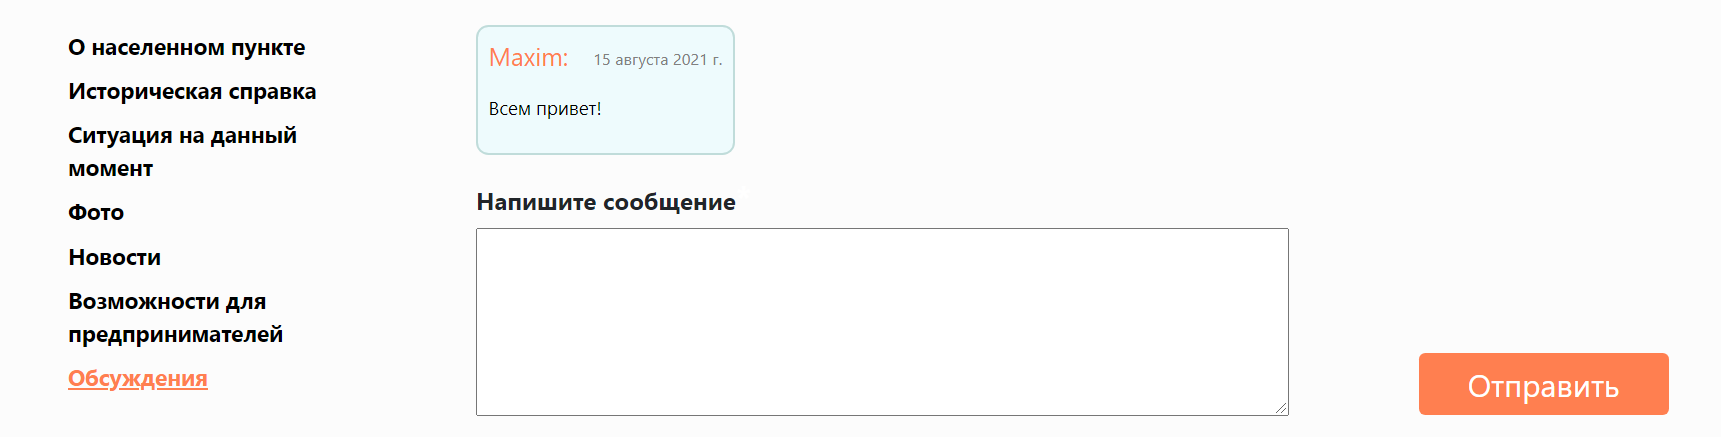 О населенном пункте
Историческая справка
Ситуация на данный
момент
Фото
Новости
Возможности для
предпринимателей
Обсуждения
Maxim: 15 августа 2021 г.
Всем привет!
Напишите сообщение
Отправить